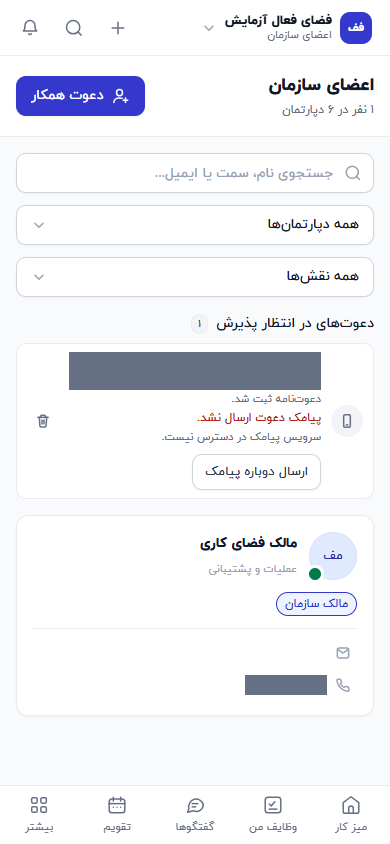 فف
فضای فعال آزمایش
اعضای سازمان
اعضای سازمان
۱ نفر در ۶ دپارتمان
دعوت همکار
جستجوی نام، سمت یا ایمیل...
همه دپارتمان‌ها
همه نقش‌ها
دعوت‌های در انتظار پذیرش ۱
دعوت‌نامه ثبت شد.
پیامک دعوت ارسال نشد.
سرویس پیامک در دسترس نیست.
ارسال دوباره پیامک
مف
مالک فضای کاری
عملیات و پشتیبانی
مالک سازمان
میز کار
وظایف من
گفتگوها
تقویم
بیشتر